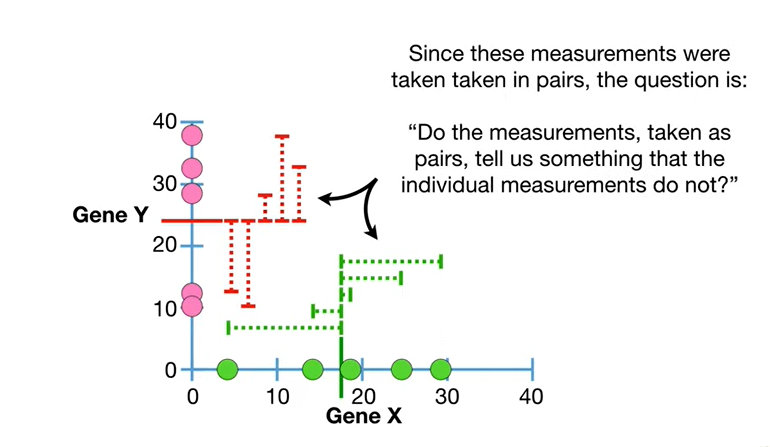 Since these measurements were
taken taken in pairs, the question is:
“Do the measurements, taken as
pairs, tell us something that the
individual measurements do not?”
40
30
Gene Y
20
10
0
0 10 20 30 40
Gene X